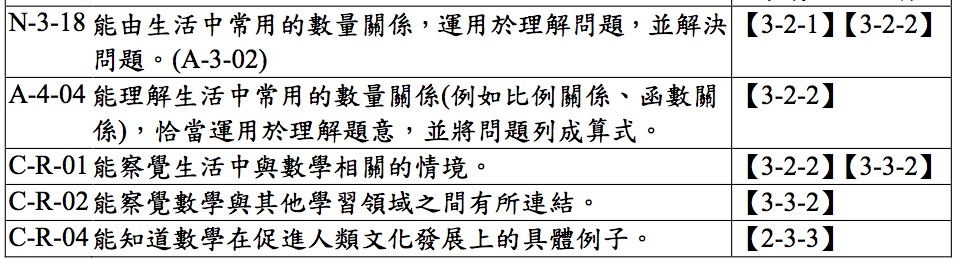 N-3-18 能由生活中常用的數量關係，運用於理解問題，並解決 【3-2-1】【3-2-2】
問題。(A-3-02)
A-4-04 能理解生活中常用的數量關係(例如比例關係、函數關 【3-2-2】
係)，恰當運用於理解題意，並將問題列成算式。
C-R-01 能察覺生活中與數學相關的情境。 【3-2-2】【3-3-2】
C-R-02 能察覺數學與其他學習領域之間有所連結。 【3-3-2】
C-R-04 能知道數學在促進人類文化發展上的具體例子。 【2-3-3】